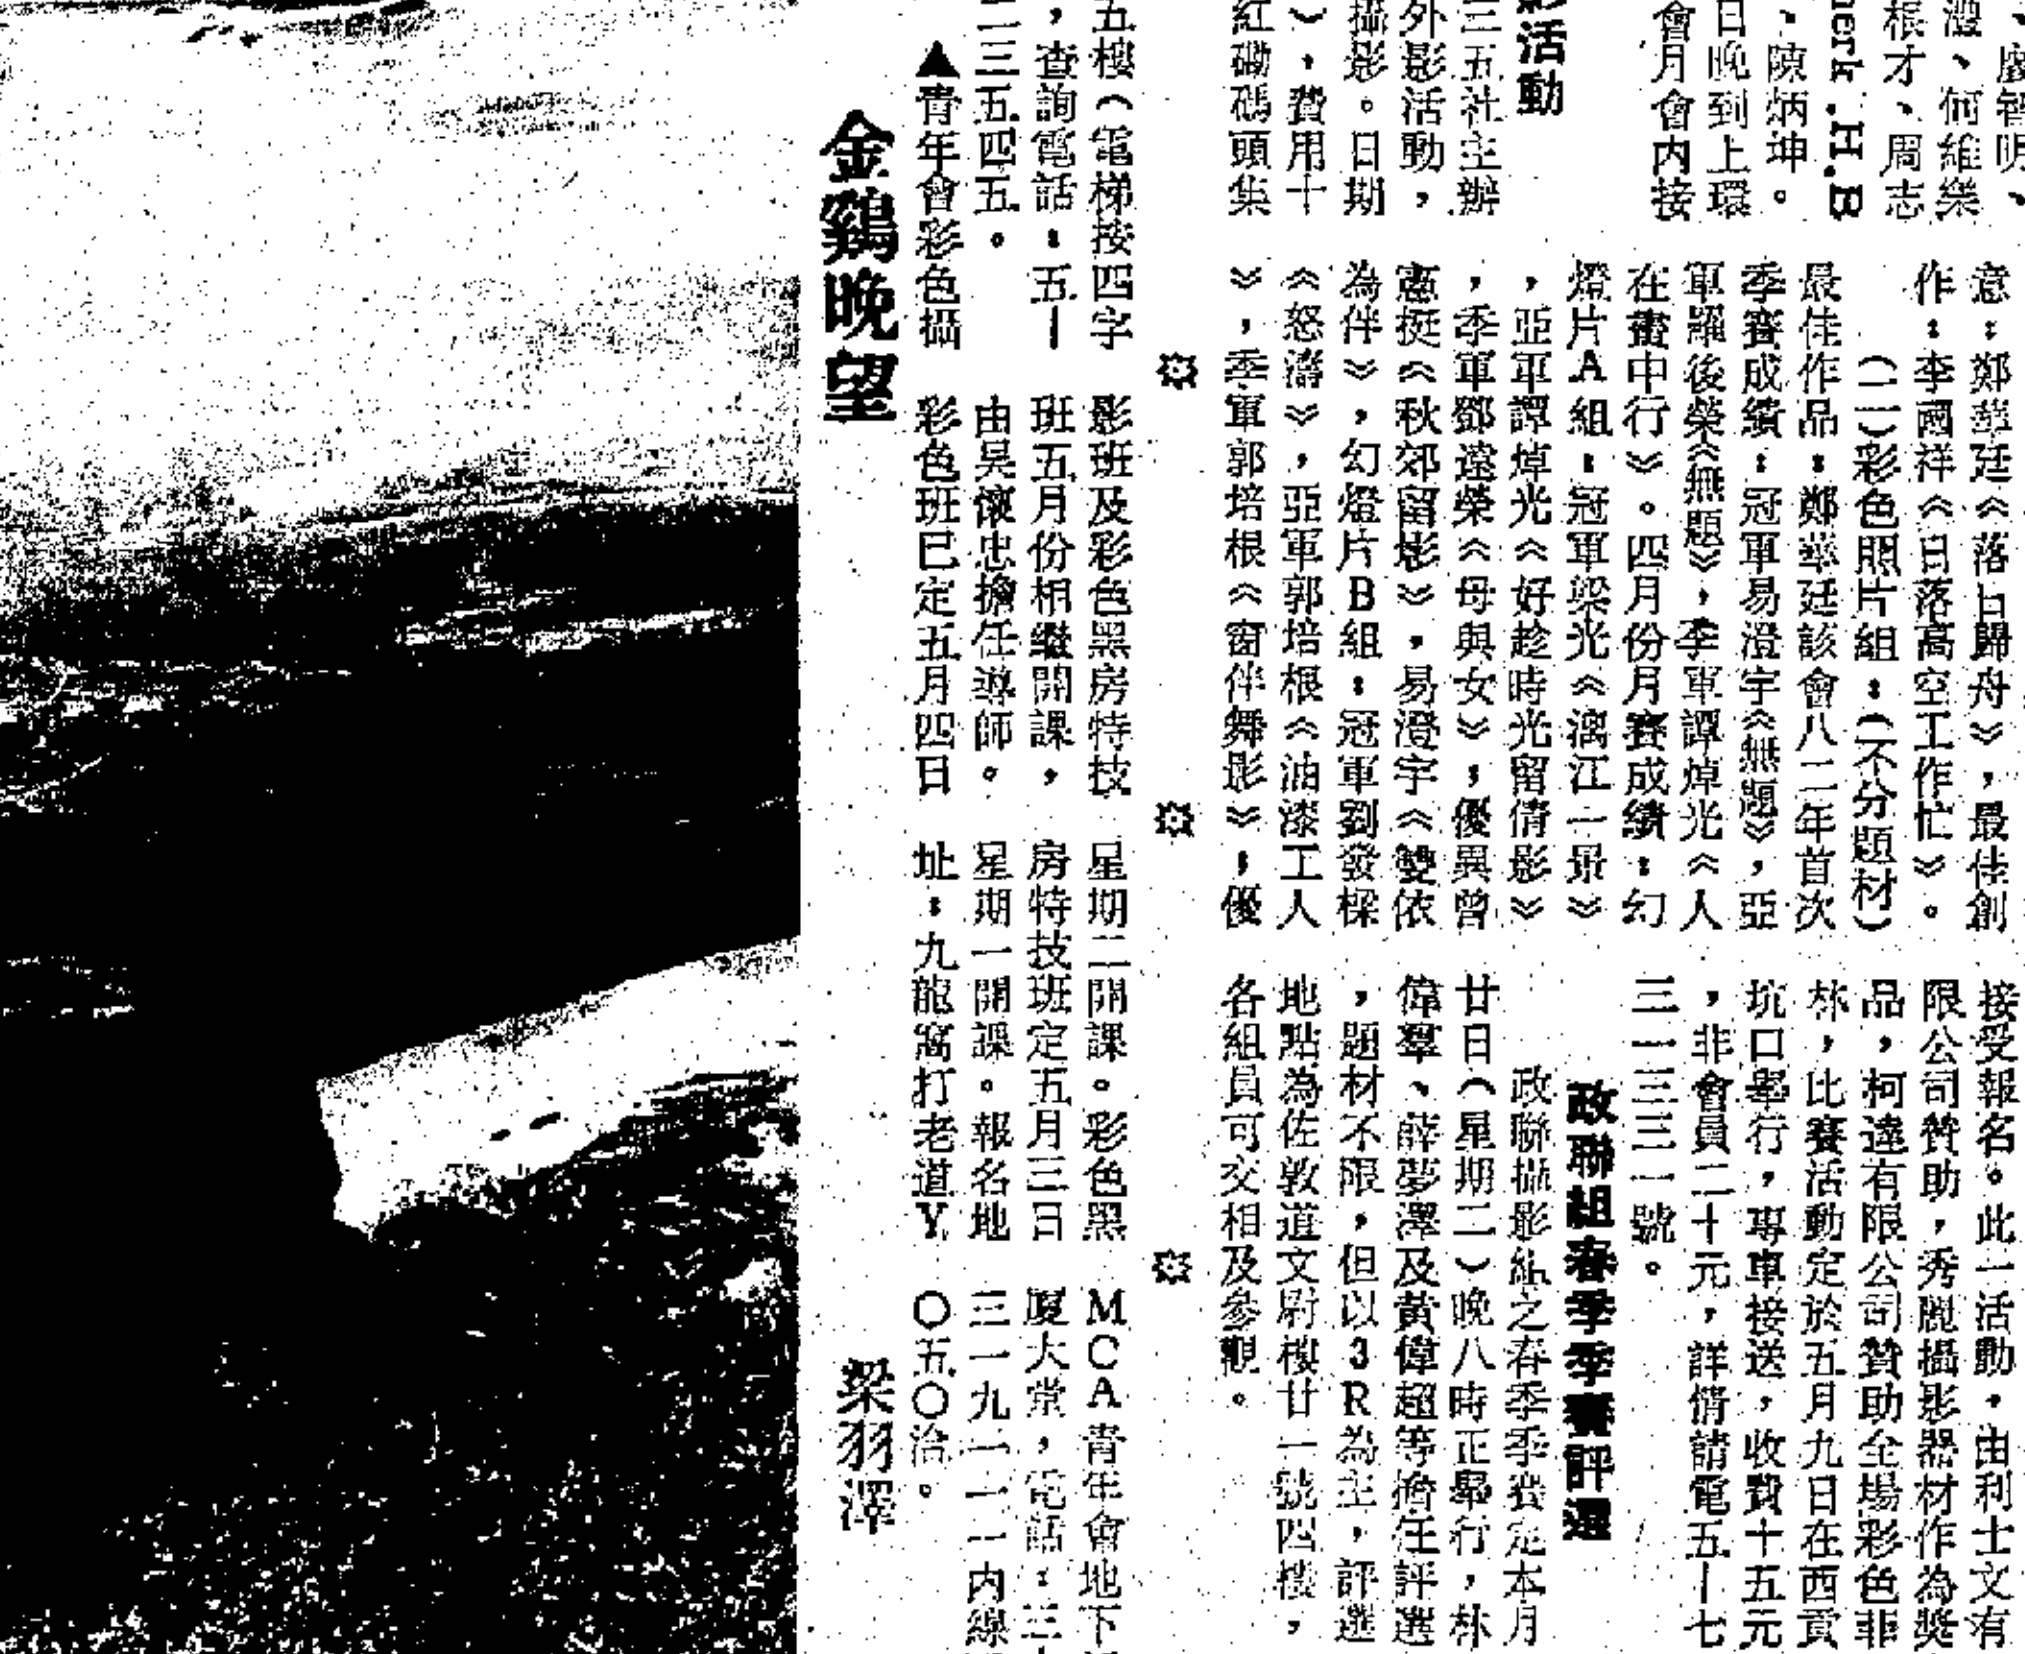 、廖智明、
濃、何維樂
根才、周志
nerk.H.B
、陳炳坤。
日晚到上環
會月會內接
影活動
三五社主辦
外影活動，
攝影。日期
），費用十
紅磡碼頭集
意：鄭華廷《落日歸舟》，最佳創
作：李國祥《日落高空工作忙》。
(二)彩色照片組：(不分題材)
最佳作品：鄭華廷該會八二年首次
季賽成績：冠軍易澄宇《無題》，亞
軍羅後榮《無題》，季軍譚焯光《人
在畫中行》。四月份月賽成績：幻
燈片A組：冠軍梁光《漓江一景》
，亞軍譚焯光《好趁時光留倩影》
，季軍鄧遠榮《母與女》，優異曾
憲挺《秋郊留影》，易澄宇《雙依
為伴》，幻燈片B組：冠軍劉發樑
《怒濤》，亞軍郭培根《油漆工人
》，季軍郭培根《窗伴舞影》，優
接受報名。此一活動，由利士文有
限公司贊助，秀麗攝影器材作為獎
品，柯達有限公司贊助全場彩色菲
林，比賽活動定於五月九日在西貢
坑口舉行，專車接送，收費十五元
，非會員二十元，詳情請電五—七
三一三三一號。
政聯組春季季賽評選
政聯攝影組之春季季賽定本月
廿日（星期二）晚八時正舉行，林
偉羣、薛夢澤及黃偉超等擔任評選
，題材不限，但以3R為主，評選
地點為佐敦道文尉樓廿一號四樓，
各組員可交相及參觀。
五樓（電梯按四字
，查詢電話：五—
二三五四五。
▲青年會彩色攝
影班及彩色黑房特技
班五月份相繼開課，
由吳懷忠擔任導師。
彩色班已定五月四日
星期二開課。彩色黑
房特技班定五月三日
星期一開課。報名地
址：九龍窩打老道Y
MCA青年會地下
廈大堂，電話：三
三一九一一一內線
〇五〇洽。
金鷄晚望
梁羽澤